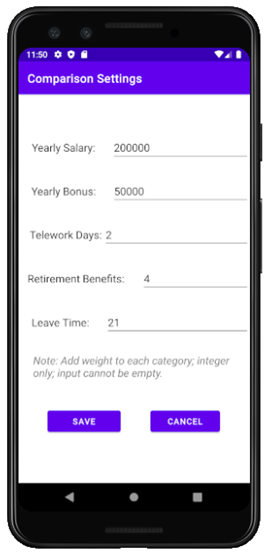 11:50
Comparison Settings
Yearly Salary: 200000
Yearly Bonus: 50000
Telework Days: 2
Retirement Benefits: 4
Leave Time: 21
Note: Add weight to each category; integer
only; input cannot be empty.
SAVE CANCEL